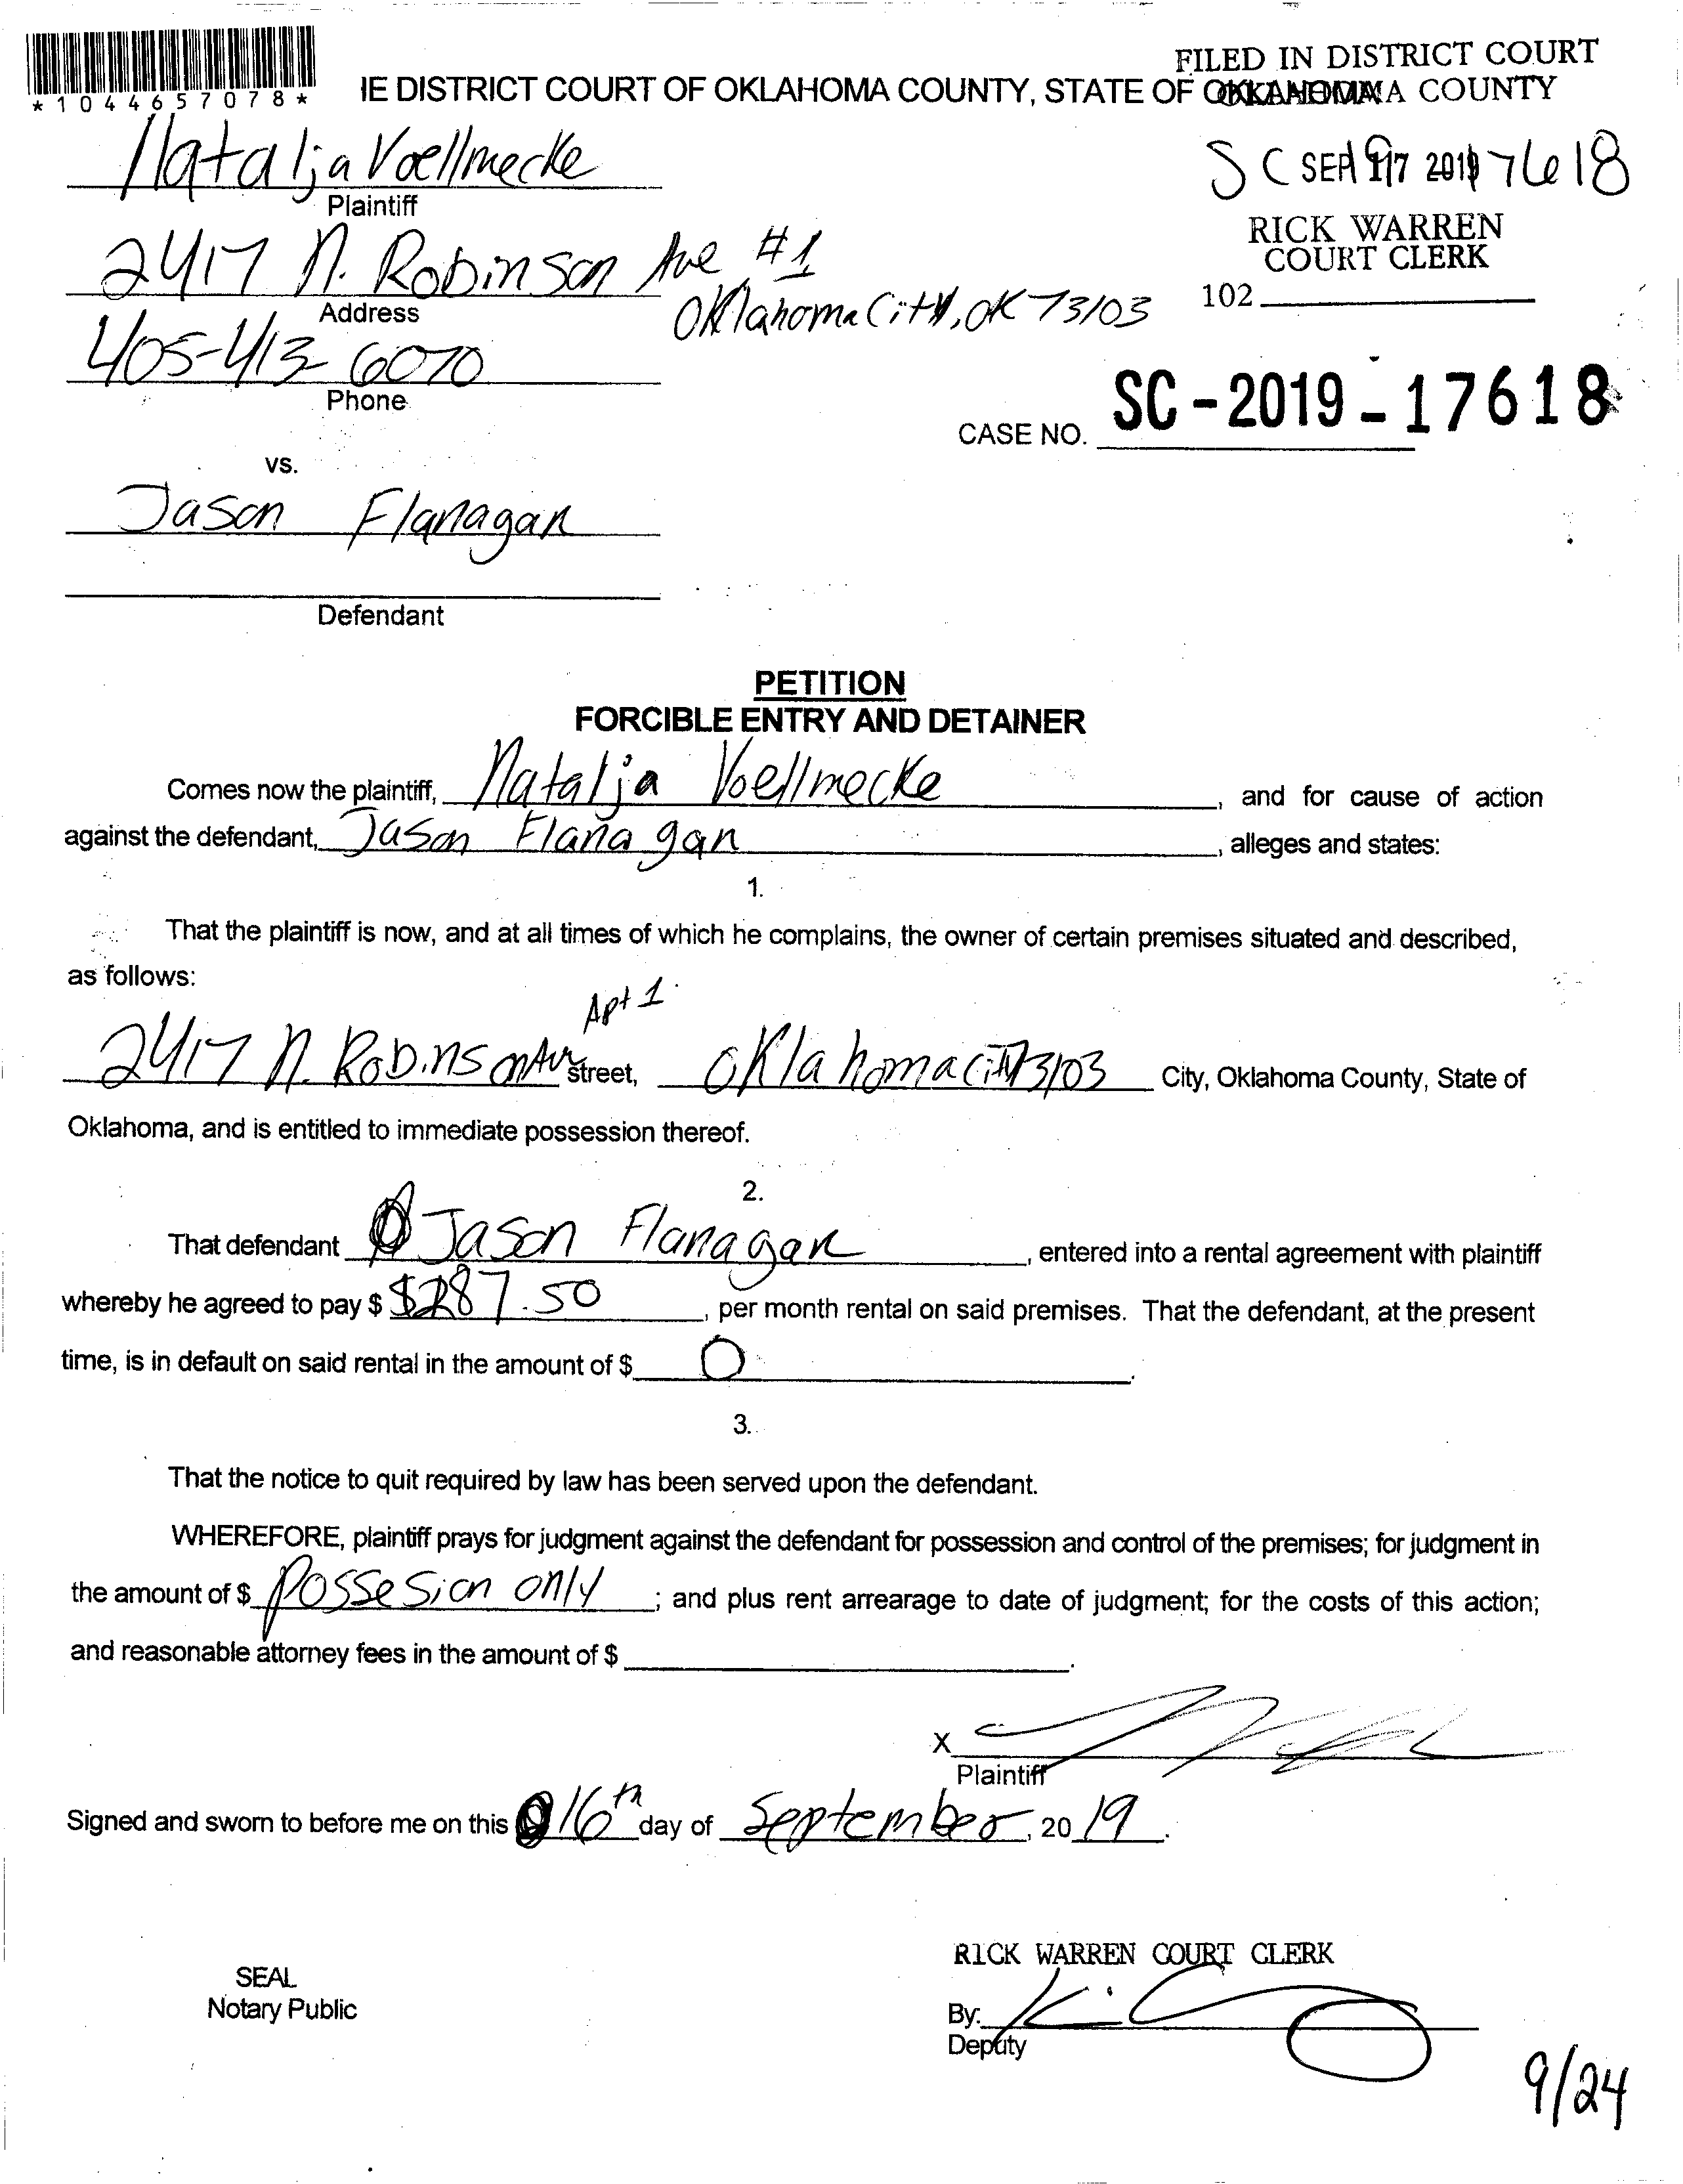 FILED IN DISTRICT COURT
IE DISTRICT COURT OF OKLAHOMA COUNTY, STATE OF OKLAHOMA COUNTY
*1044657078*
Natalja Voellmecke
Plaintiff
SC SEP 17 2019 17618
RICK WARREN
COURT CLERK
2417 N. Robinson Ave #1
Address
Oklahoma City, OK 73103
102
405-413-6070
Phone
CASE NO. SC-2019-17618
vs.
Jason Flanagan
Defendant
PETITION
FORCIBLE ENTRY AND DETAINER
Comes now the plaintiff, Natalja Voellmecke, and for cause of action
against the defendant, Jason Flanagan, alleges and states:
1.
That the plaintiff is now, and at all times of which he complains, the owner of certain premises situated and described,
as follows:
Apt 1
2417 N. Robinson Ave street, Oklahoma City 73103 City, Oklahoma County, State of
Oklahoma, and is entitled to immediate possession thereof.
2.
That defendant Jason Flanagan, entered into a rental agreement with plaintiff
whereby he agreed to pay $ $287.50, per month rental on said premises. That the defendant, at the present
time, is in default on said rental in the amount of $ 0.
3.
That the notice to quit required by law has been served upon the defendant.
WHEREFORE, plaintiff prays for judgment against the defendant for possession and control of the premises; for judgment in
the amount of $ Possesion only; and plus rent arrearage to date of judgment; for the costs of this action;
and reasonable attorney fees in the amount of $.
X
Plaintiff
Signed and sworn to before me on this 16th day of September, 2019.
RICK WARREN COURT CLERK
SEAL
Notary Public
By:
Deputy
9/24